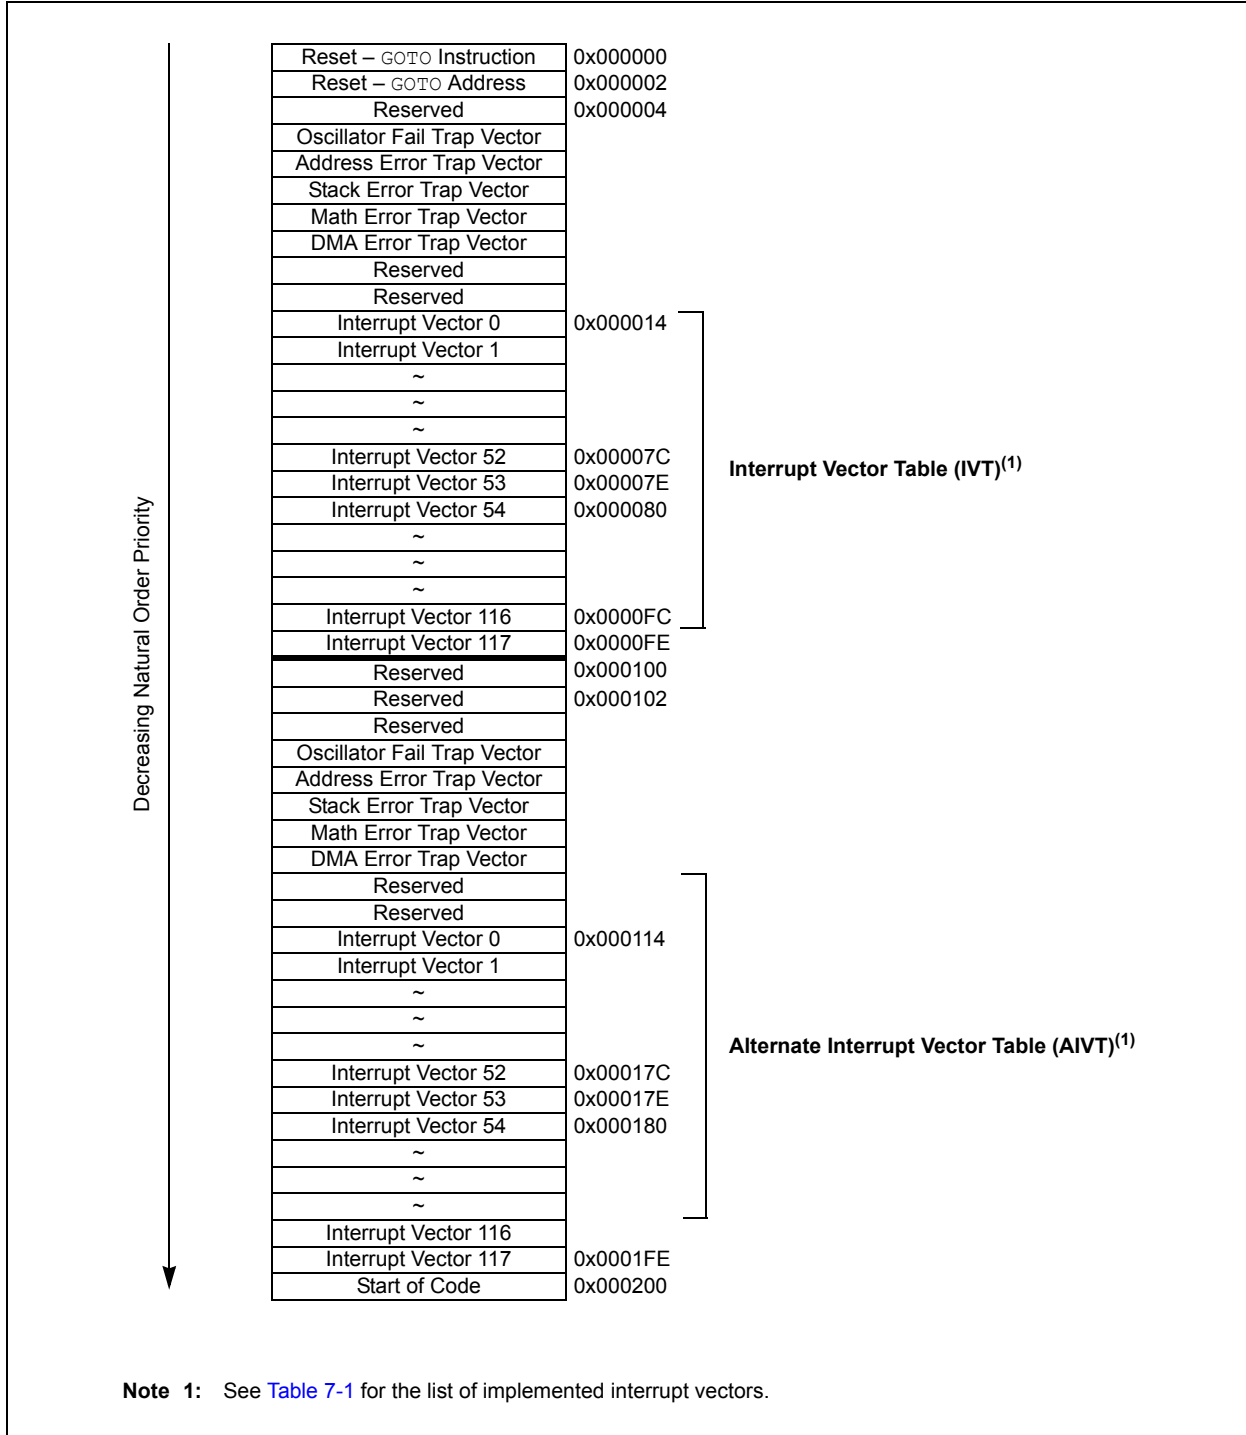 Decreasing Natural Order Priority
Reset – GOTO Instruction 0x000000
Reset – GOTO Address 0x000002
Reserved 0x000004
Oscillator Fail Trap Vector
Address Error Trap Vector
Stack Error Trap Vector
Math Error Trap Vector
DMA Error Trap Vector
Reserved
Reserved
Interrupt Vector 0 0x000014
Interrupt Vector 1
~
~
~
Interrupt Vector 52 0x00007C
Interrupt Vector Table (IVT)(1)
Interrupt Vector 53 0x00007E
Interrupt Vector 54 0x000080
~
~
~
Interrupt Vector 116 0x0000FC
Interrupt Vector 117 0x0000FE
Reserved 0x000100
Reserved 0x000102
Reserved
Oscillator Fail Trap Vector
Address Error Trap Vector
Stack Error Trap Vector
Math Error Trap Vector
DMA Error Trap Vector
Reserved
Reserved
Interrupt Vector 0 0x000114
Interrupt Vector 1
~
~
~
Alternate Interrupt Vector Table (AIVT)(1)
Interrupt Vector 52 0x00017C
Interrupt Vector 53 0x00017E
Interrupt Vector 54 0x000180
~
~
~
Interrupt Vector 116
Interrupt Vector 117 0x0001FE
Start of Code 0x000200
Note 1: See Table 7-1 for the list of implemented interrupt vectors.